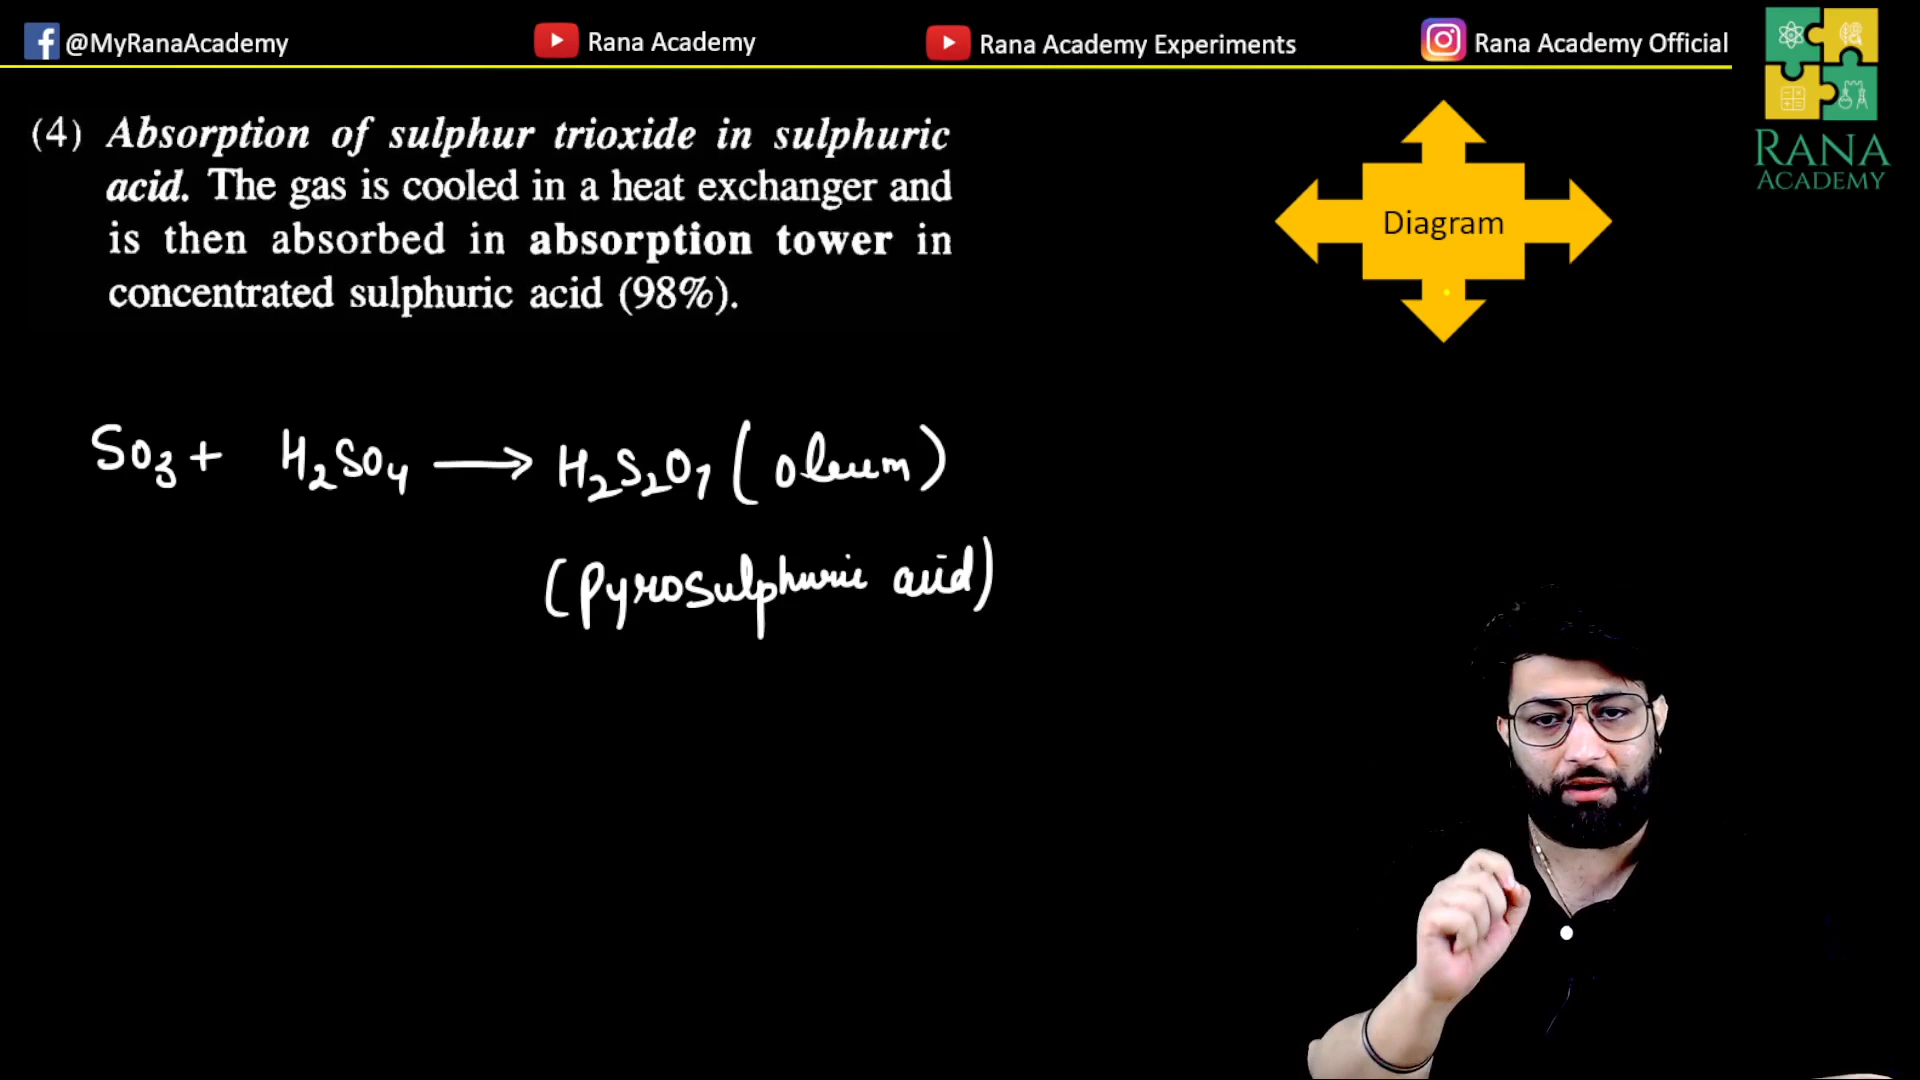 @MyRanaAcademy
Rana Academy
Rana Academy Experiments
Rana Academy Official
RANA
ACADEMY
(4) Absorption of sulphur trioxide in sulphuric
acid. The gas is cooled in a heat exchanger and
is then absorbed in absorption tower in
concentrated sulphuric acid (98%).
Diagram
SO3 + H2SO4 ⟶ H2S2O7 (oleum)
(Pyrosulphuric acid)